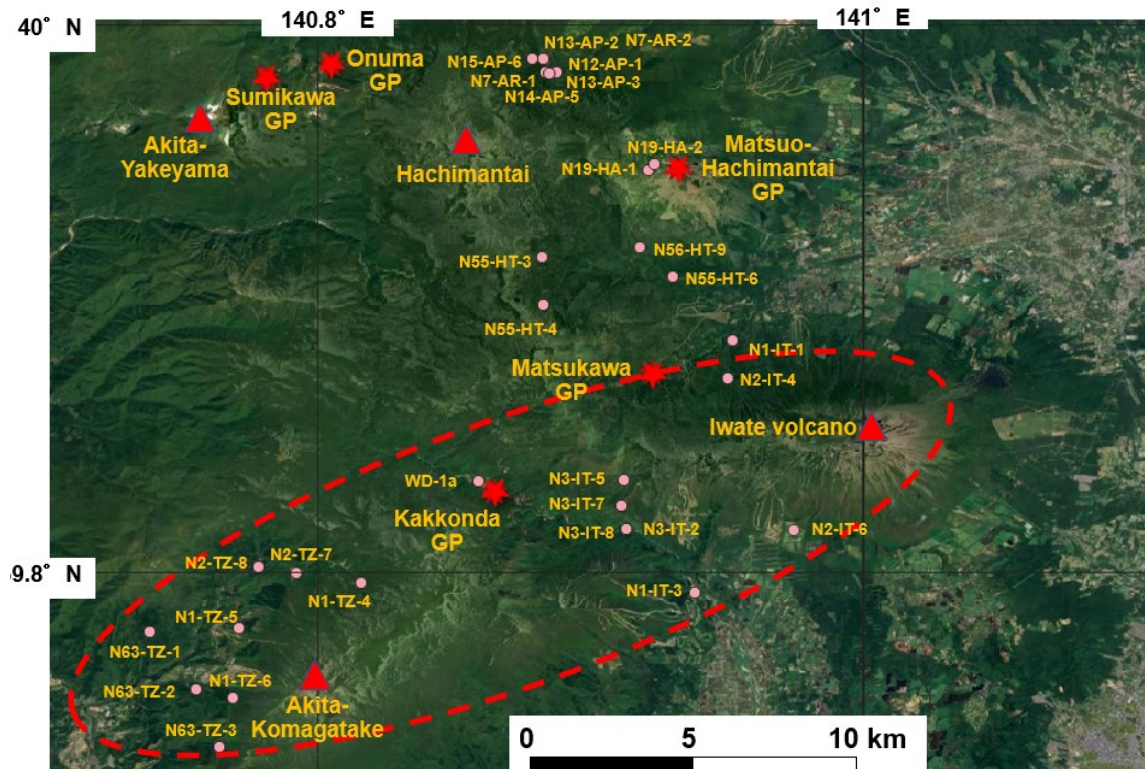 40° N
140.8° E
141° E
N13-AP-2
N7-AR-2
N15-AP-6
N12-AP-1
N7-AR-1
N13-AP-3
N14-AP-5
Onuma
GP
Sumikawa
GP
Akita-
Yakeyama
Hachimantai
N19-HA-2
N19-HA-1
Matsuo-
Hachimantai
GP
N56-HT-9
N55-HT-3
N55-HT-6
N55-HT-4
N1-IT-1
Matsukawa
GP
N2-IT-4
Iwate volcano
WD-1a
N3-IT-5
N3-IT-7
Kakkonda
GP
N3-IT-8
N3-IT-2
N2-IT-6
N2-TZ-8
N2-TZ-7
9.8° N
N1-TZ-4
N1-IT-3
N1-TZ-5
N63-TZ-1
N1-TZ-6
N63-TZ-2
Akita-
Komagatake
N63-TZ-3
0 5 10 km